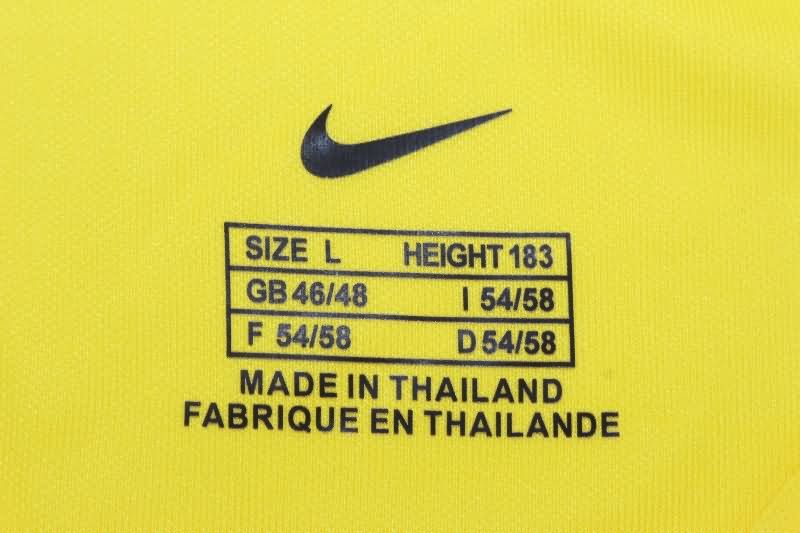 SIZE L HEIGHT 183
GB 46/48 I 54/58
F 54/58 D 54/58
MADE IN THAILAND
FABRIQUE EN THAILANDE